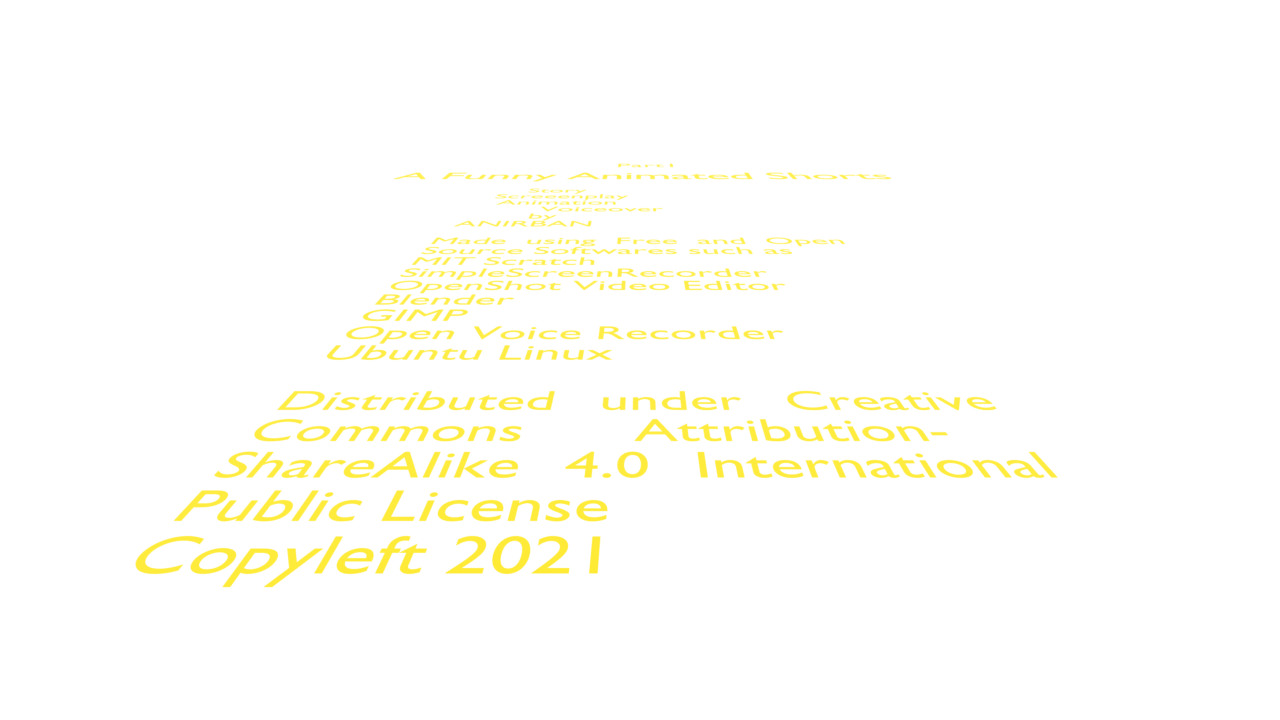 Part I
A Funny Animated Shorts
Story
Screeenplay
Animation
Voiceover
by
ANIRBAN
Made using Free and Open
Source Softwares such as
MIT Scratch
SimpleScreenRecorder
OpenShot Video Editor
Blender
GIMP
Open Voice Recorder
Ubuntu Linux
Distributed under Creative
Commons Attribution-
ShareAlike 4.0 International
Public License
Copyleft 2021